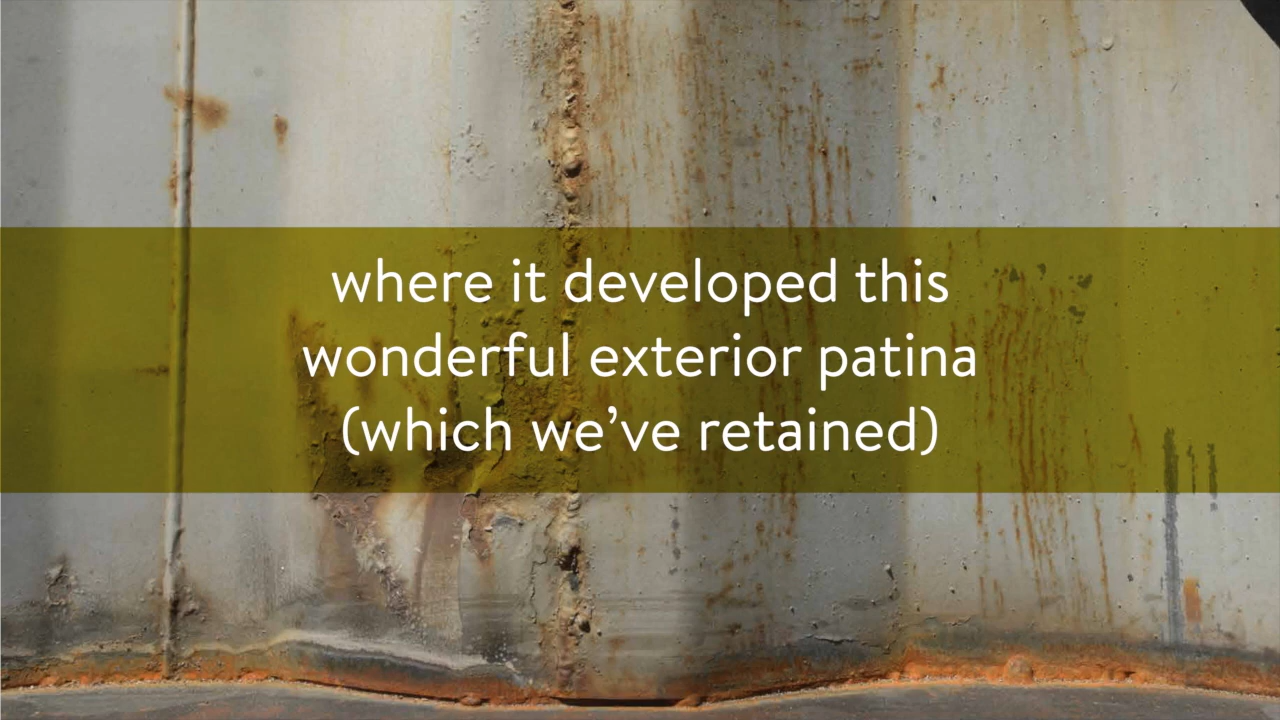 where it developed this
wonderful exterior patina
(which we’ve retained)